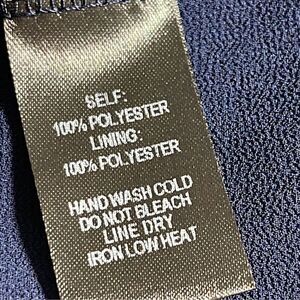 SELF:
100% POLYESTER
LINING:
100% POLYESTER
HAND WASH COLD
DO NOT BLEACH
LINE DRY
IRON LOW HEAT